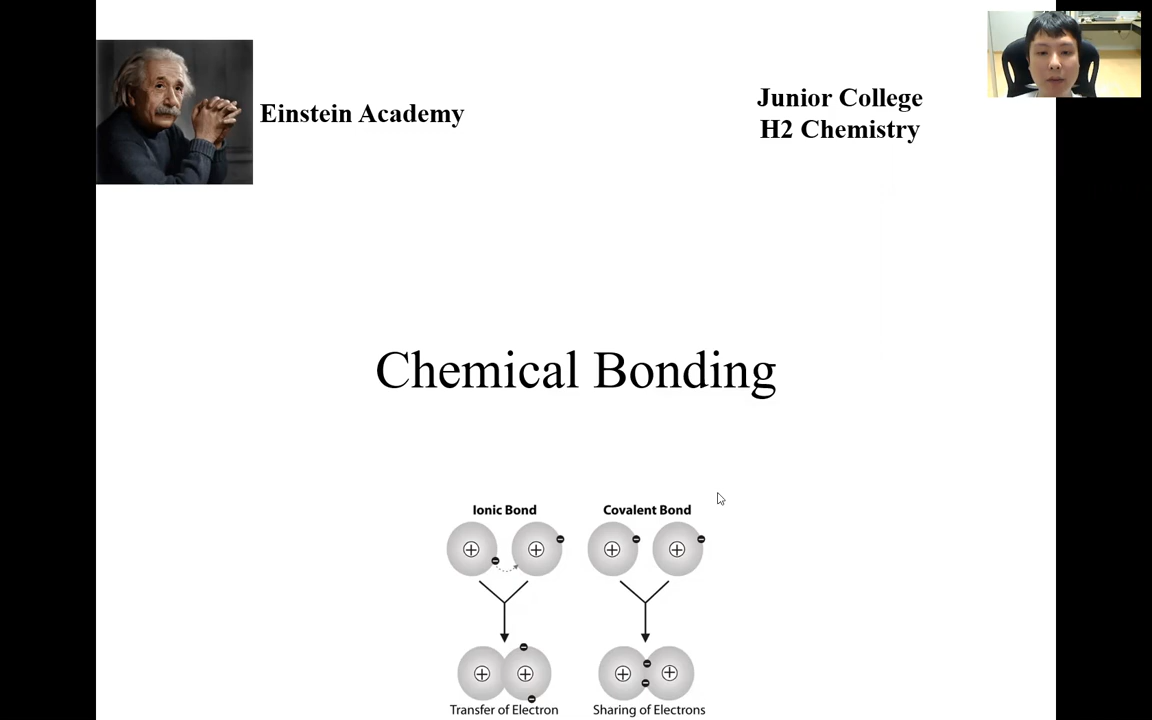 Einstein Academy
Junior College
H2 Chemistry
Chemical Bonding
Ionic Bond
Covalent Bond
Transfer of Electron
Sharing of Electrons